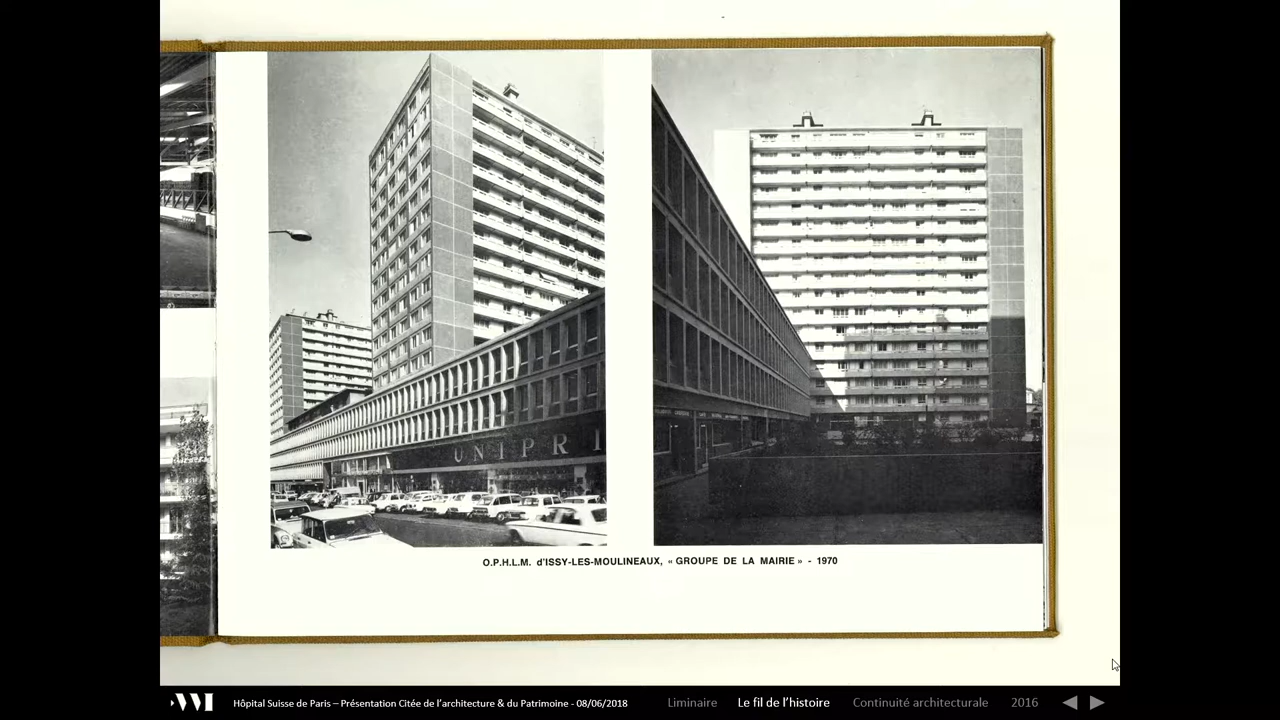 UNIPRI
O.P.H.L.M. d'ISSY-LES-MOULINEAUX, « GROUPE DE LA MAIRIE » - 1970
Hôpital Suisse de Paris – Présentation Citée de l'architecture & du Patrimoine - 08/06/2018
Liminaire
Le fil de l'histoire
Continuité architecturale
2016